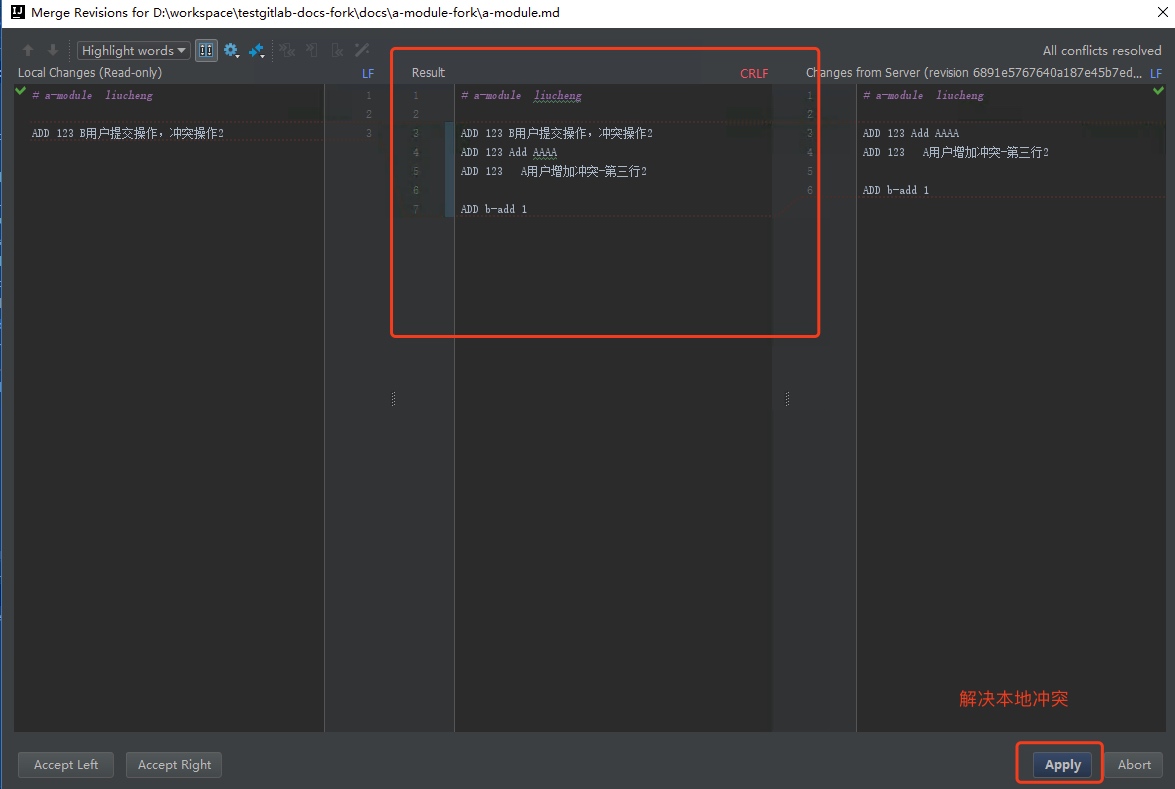 Merge Revisions for D:\workspace\testgitlab-docs-fork\docs\a-module-fork\a-module.md
Highlight words
All conflicts resolved
Local Changes (Read-only)
LF
Result
CRLF
Changes from Server (revision 6891e5767640a187e45b7ed...
LF
# a-module liucheng
ADD 123 B用户提交操作，冲突操作2
1
2
3
1
2
3
4
5
6
7
# a-module liucheng
ADD 123 B用户提交操作，冲突操作2
ADD 123 Add AAAA
ADD 123 A用户增加冲突-第三行2
ADD b-add 1
1
2
3
4
5
6
# a-module liucheng
ADD 123 Add AAAA
ADD 123 A用户增加冲突-第三行2
ADD b-add 1
解决本地冲突
Accept Left
Accept Right
Apply
Abort